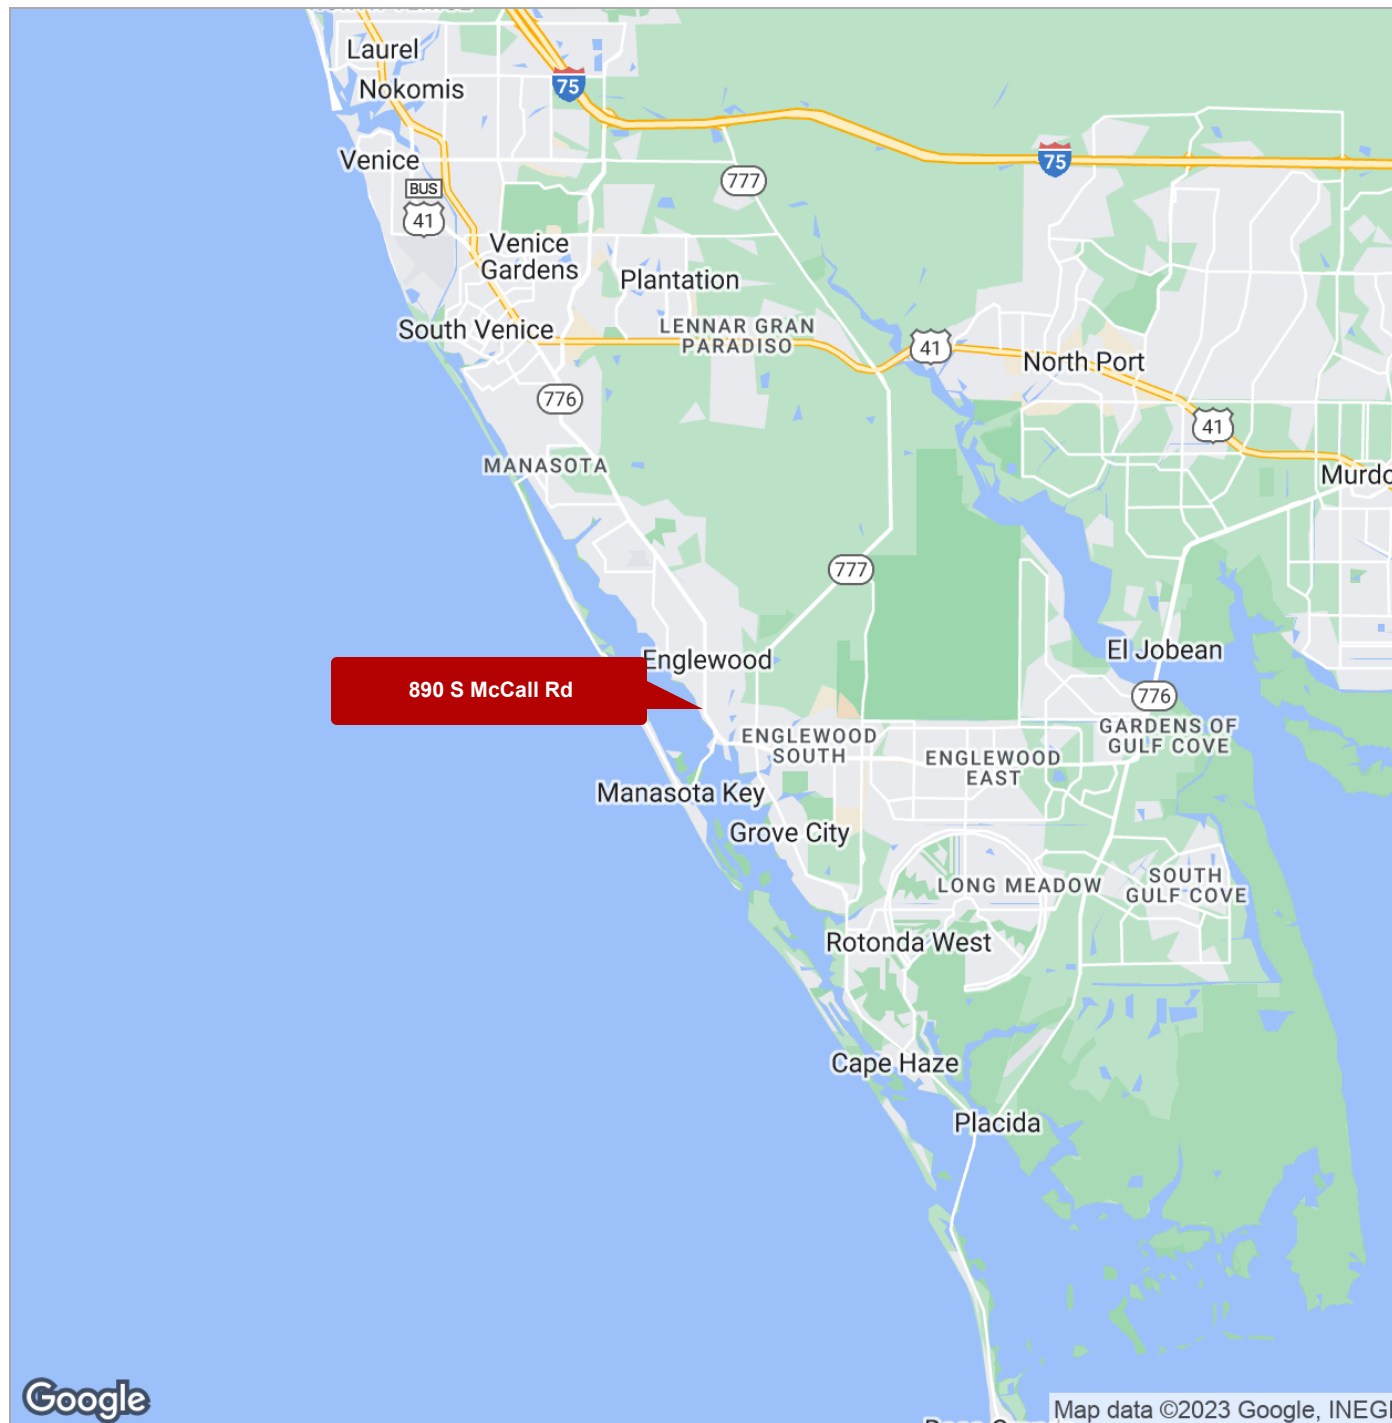 Laurel
Nokomis
75
Venice
75
777
BUS
41
Venice
Gardens
Plantation
South Venice
LENNAR GRAN
PARADISO
41
North Port
776
41
MANASOTA
Murdo
777
Englewood
El Jobean
890 S McCall Rd
776
ENGLEWOOD
SOUTH
GARDENS OF
GULF COVE
ENGLEWOOD
EAST
Manasota Key
Grove City
LONG MEADOW
SOUTH
GULF COVE
Rotonda West
Cape Haze
Placida
Google
Map data ©2023 Google, INEGI